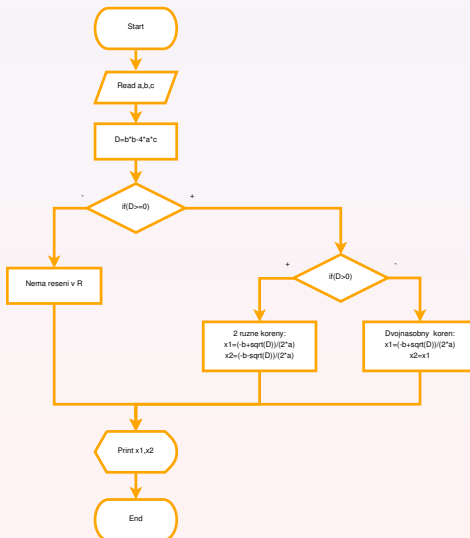 Start
Read a,b,c
D=b*b-4*a*c
if(D>=0)
-
+
Nema reseni v R
if(D>0)
+
-
2 ruzne koreny:
x1=(-b+sqrt(D))/(2*a)
x2=(-b-sqrt(D))/(2*a)
Dvojnasobny koren:
x1=(-b+sqrt(D))/(2*a)
x2=x1
Print x1,x2
End